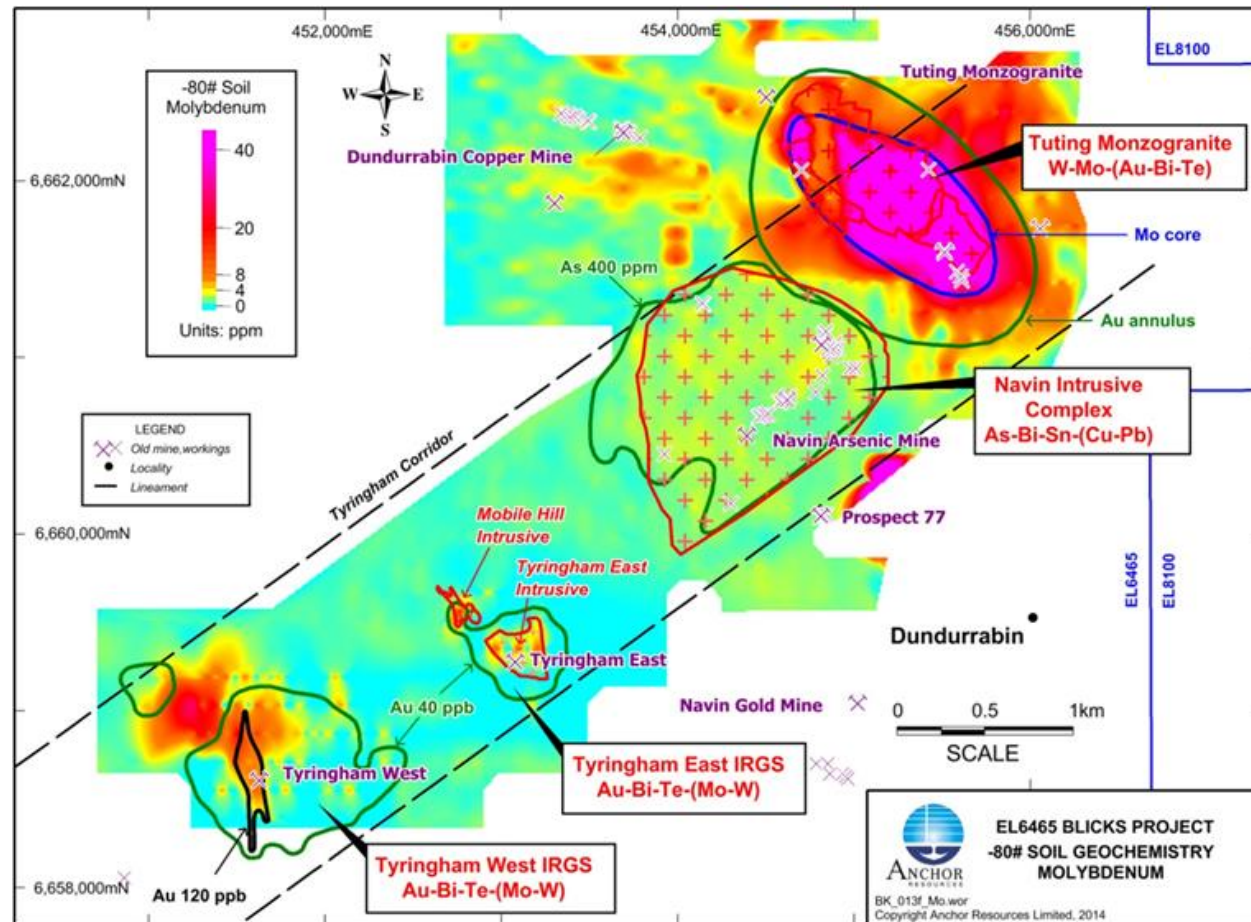 452,000mE
454,000mE
456,000mE
EL8100
-80# Soil
Molybdenum
40
20
8
4
0
Units: ppm
N
W E
S
Tuting Monzogranite
Dundurrabin Copper Mine
6,662,000mN
Tuting Monzogranite
W-Mo-(Au-Bi-Te)
Mo core
As 400 ppm
Au annulus
LEGEND
Old mine,workings
Locality
Lineament
Tyringham Corridor
Navin Intrusive
Complex
As-Bi-Sn-(Cu-Pb)
Navin Arsenic Mine
6,660,000mN
Mobile Hill
Intrusive
Prospect 77
Tyringham East
Intrusive
EL6465
EL8100
Dundurrabin
Tyringham East
Au 40 ppb
Navin Gold Mine
0 0.5 1km
SCALE
Tyringham West
Tyringham East IRGS
Au-Bi-Te-(Mo-W)
Tyringham West IRGS
Au-Bi-Te-(Mo-W)
Au 120 ppb
6,658,000mN
ANCHOR
RESOURCES
EL6465 BLICKS PROJECT
-80# SOIL GEOCHEMISTRY
MOLYBDENUM
BK_013f_Mo.wor
Copyright Anchor Resources Limited, 2014